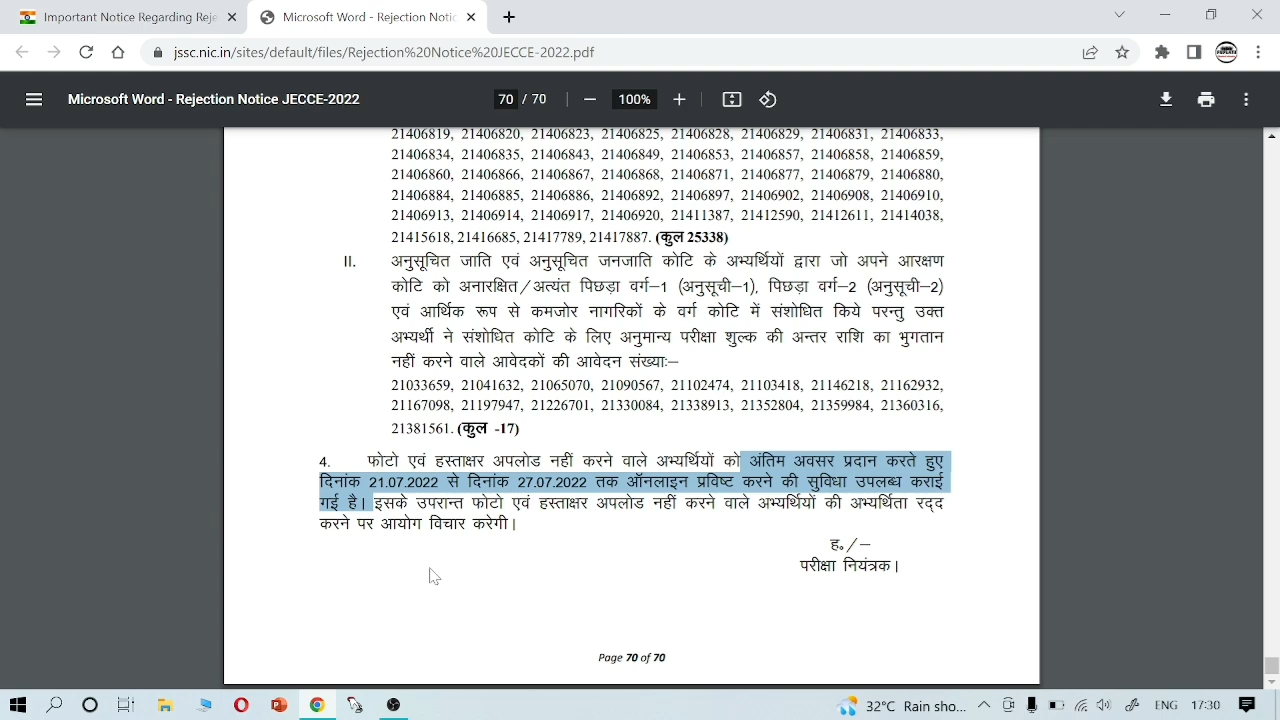 Important Notice Regarding Reje
Microsoft Word - Rejection Notic
jssc.nic.in/sites/default/files/Rejection%20Notice%20JECCE-2022.pdf
Microsoft Word - Rejection Notice JECCE-2022
70 / 70
100%
21406819, 21406820, 21406823, 21406825, 21406828, 21406829, 21406831, 21406833,
21406834, 21406835, 21406843, 21406849, 21406853, 21406857, 21406858, 21406859,
21406860, 21406866, 21406867, 21406868, 21406871, 21406877, 21406879, 21406880,
21406884, 21406885, 21406886, 21406892, 21406897, 21406902, 21406908, 21406910,
21406913, 21406914, 21406917, 21406920, 21411387, 21412590, 21412611, 21414038,
21415618, 21416685, 21417789, 21417887. (कुल 25338)
II. अनुसूचित जाति एवं अनुसूचित जनजाति कोटि के अभ्यर्थियों द्वारा जो अपने आरक्षण
कोटि को अनारक्षित/अत्यंत पिछड़ा वर्ग–1 (अनुसूची–1), पिछड़ा वर्ग–2 (अनुसूची–2)
एवं आर्थिक रूप से कमजोर नागरिकों के वर्ग कोटि में संशोधित किये परन्तु उक्त
अभ्यर्थी ने संशोधित कोटि के लिए अनुमान्य परीक्षा शुल्क की अन्तर राशि का भुगतान
नहीं करने वाले आवेदकों की आवेदन संख्याः–
21033659, 21041632, 21065070, 21090567, 21102474, 21103418, 21146218, 21162932,
21167098, 21197947, 21226701, 21330084, 21338913, 21352804, 21359984, 21360316,
21381561. (कुल -17)
4. फोटो एवं हस्ताक्षर अपलोड नहीं करने वाले अभ्यर्थियों को अंतिम अवसर प्रदान करते हुए
दिनांक 21.07.2022 से दिनांक 27.07.2022 तक ऑनलाइन प्रविष्ट करने की सुविधा उपलब्ध कराई
गई है। इसके उपरान्त फोटो एवं हस्ताक्षर अपलोड नहीं करने वाले अभ्यर्थियों की अभ्यर्थिता रद्द
करने पर आयोग विचार करेगी।
ह॰/–
परीक्षा नियंत्रक।
Page 70 of 70
32°C Rain sho... ENG 17:30